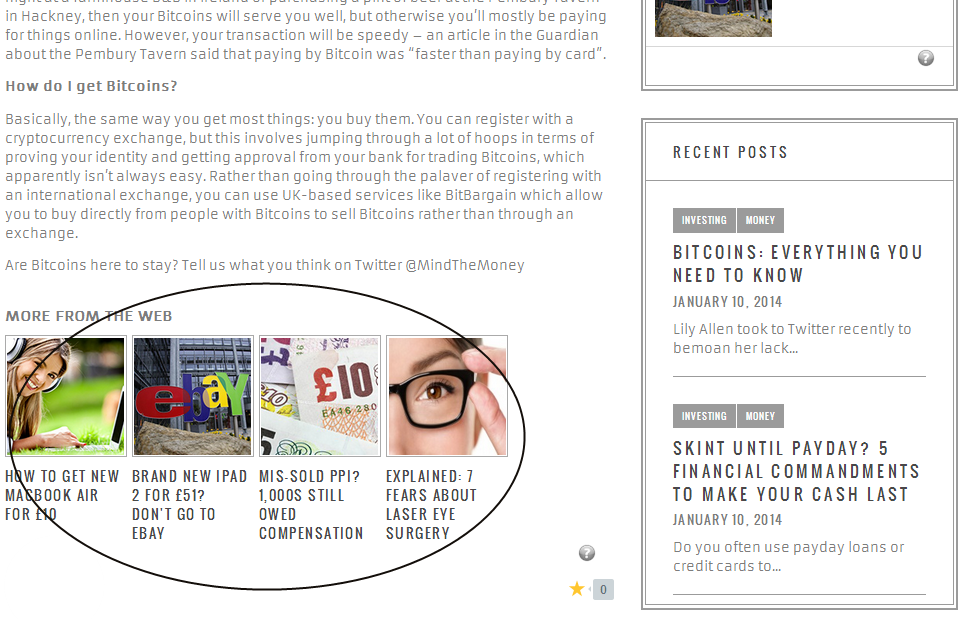 in Hackney, then your Bitcoins will serve you well, but otherwise you'll mostly be paying
for things online. However, your transaction will be speedy – an article in the Guardian
about the Pembury Tavern said that paying by Bitcoin was “faster than paying by card”.
How do I get Bitcoins?
Basically, the same way you get most things: you buy them. You can register with a
cryptocurrency exchange, but this involves jumping through a lot of hoops in terms of
proving your identity and getting approval from your bank for trading Bitcoins, which
apparently isn't always easy. Rather than going through the palaver of registering with
an international exchange, you can use UK-based services like BitBargain which allow
you to buy directly from people with Bitcoins to sell Bitcoins rather than through an
exchange.
Are Bitcoins here to stay? Tell us what you think on Twitter @MindTheMoney
MORE FROM THE WEB
ebay
£10
EA46 280
10
5
HOW TO GET NEW
MACBOOK AIR
FOR £10
BRAND NEW IPAD
2 FOR £51?
DON'T GO TO
EBAY
MIS-SOLD PPI?
1,000S STILL
OWED
COMPENSATION
EXPLAINED: 7
FEARS ABOUT
LASER EYE
SURGERY
?
0
?
RECENT POSTS
INVESTING MONEY
BITCOINS: EVERYTHING YOU
NEED TO KNOW
JANUARY 10, 2014
Lily Allen took to Twitter recently to
bemoan her lack...
INVESTING MONEY
SKINT UNTIL PAYDAY? 5
FINANCIAL COMMANDMENTS
TO MAKE YOUR CASH LAST
JANUARY 10, 2014
Do you often use payday loans or
credit cards to...